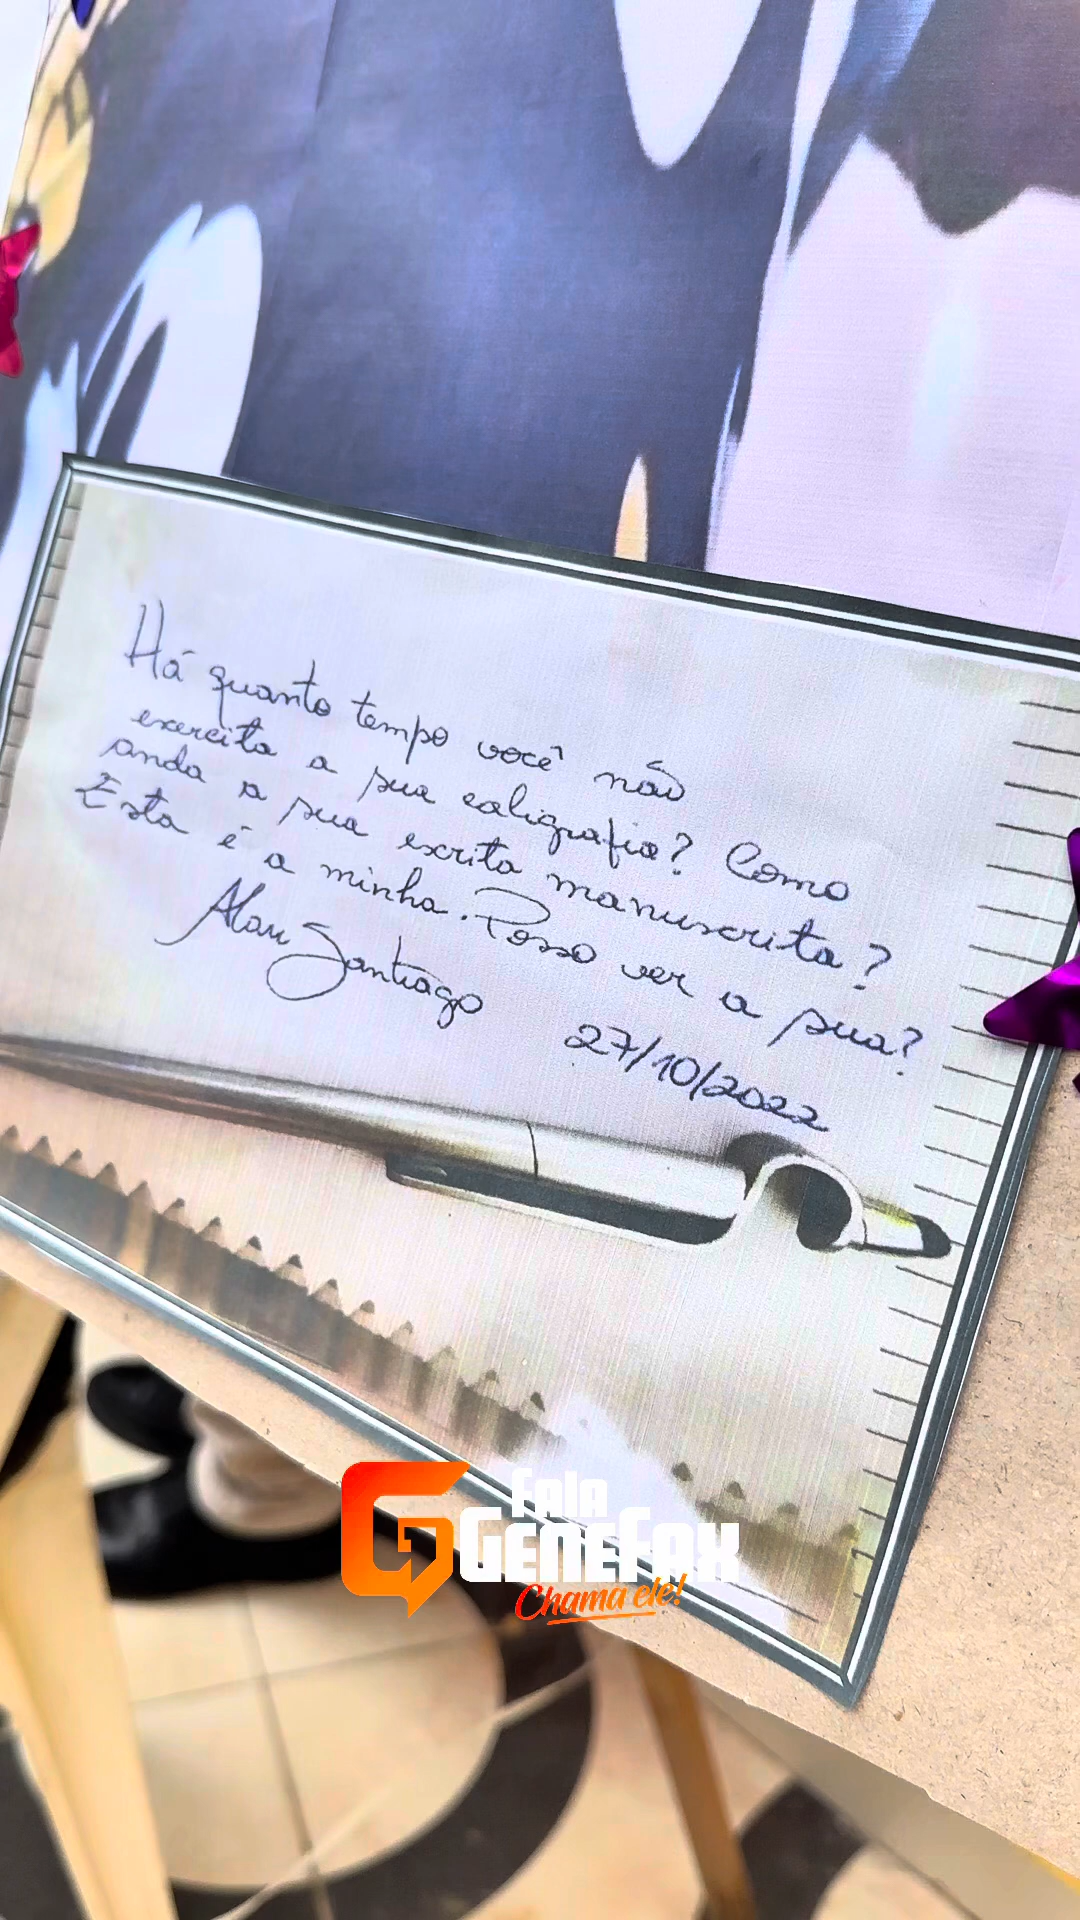 Há quanto tempo você não
exercita a sua caligrafia? Como
anda a sua escrita manuscrita?
Esta é a minha. Posso ver a sua?
Alan Santiago
27/10/2022
Fala
GENEFAX
Chama ele!